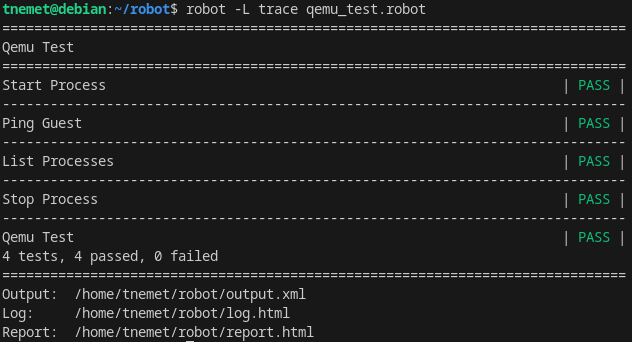 tnemet@debian:~/robot$ robot -L trace qemu_test.robot
==============================================================================
Qemu Test
==============================================================================
Start Process | PASS |
------------------------------------------------------------------------------
Ping Guest | PASS |
------------------------------------------------------------------------------
List Processes | PASS |
------------------------------------------------------------------------------
Stop Process | PASS |
------------------------------------------------------------------------------
Qemu Test | PASS |
4 tests, 4 passed, 0 failed
==============================================================================
Output: /home/tnemet/robot/output.xml
Log: /home/tnemet/robot/log.html
Report: /home/tnemet/robot/report.html